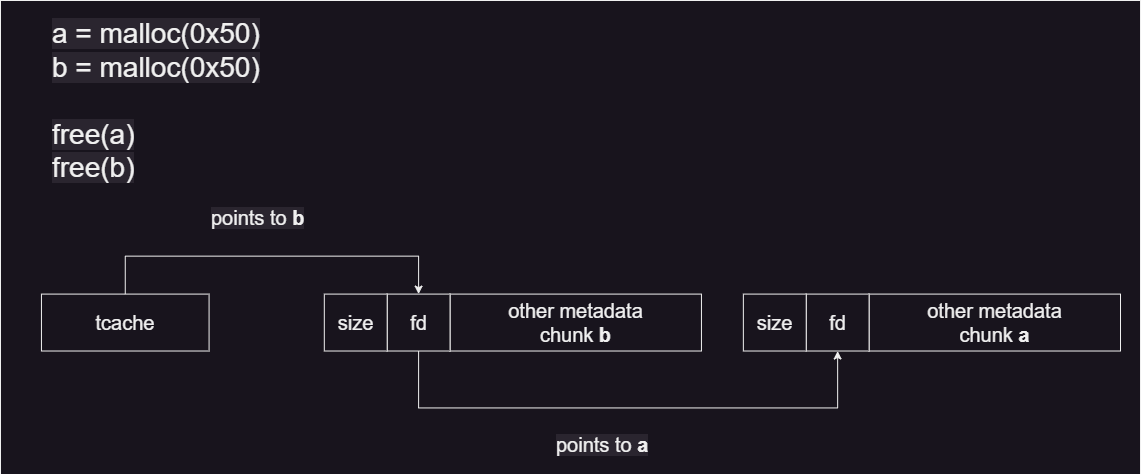 a = malloc(0x50)
b = malloc(0x50)
free(a)
free(b)
points to b
tcache
size
fd
other metadata
chunk b
size
fd
other metadata
chunk a
points to a